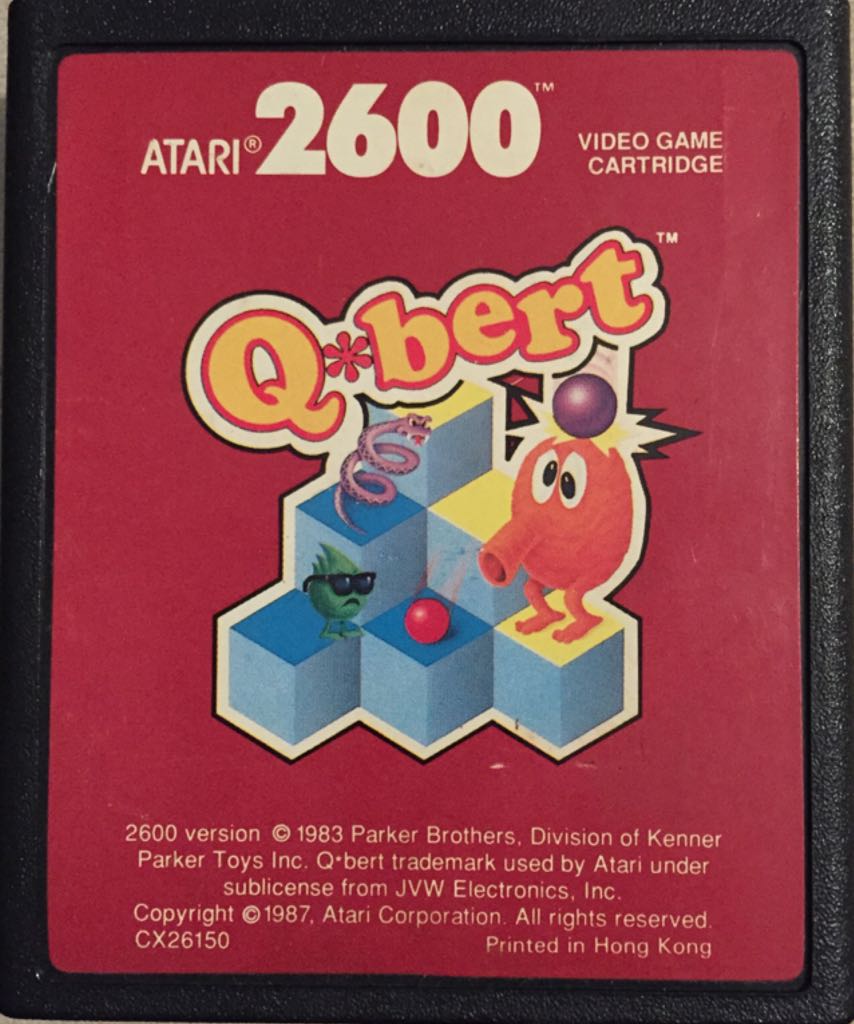 ATARI® 2600™ VIDEO GAME
CARTRIDGE
Q*bert™
2600 version © 1983 Parker Brothers, Division of Kenner
Parker Toys Inc. Q*bert trademark used by Atari under
sublicense from JVW Electronics, Inc.
Copyright © 1987, Atari Corporation. All rights reserved.
CX26150 Printed in Hong Kong